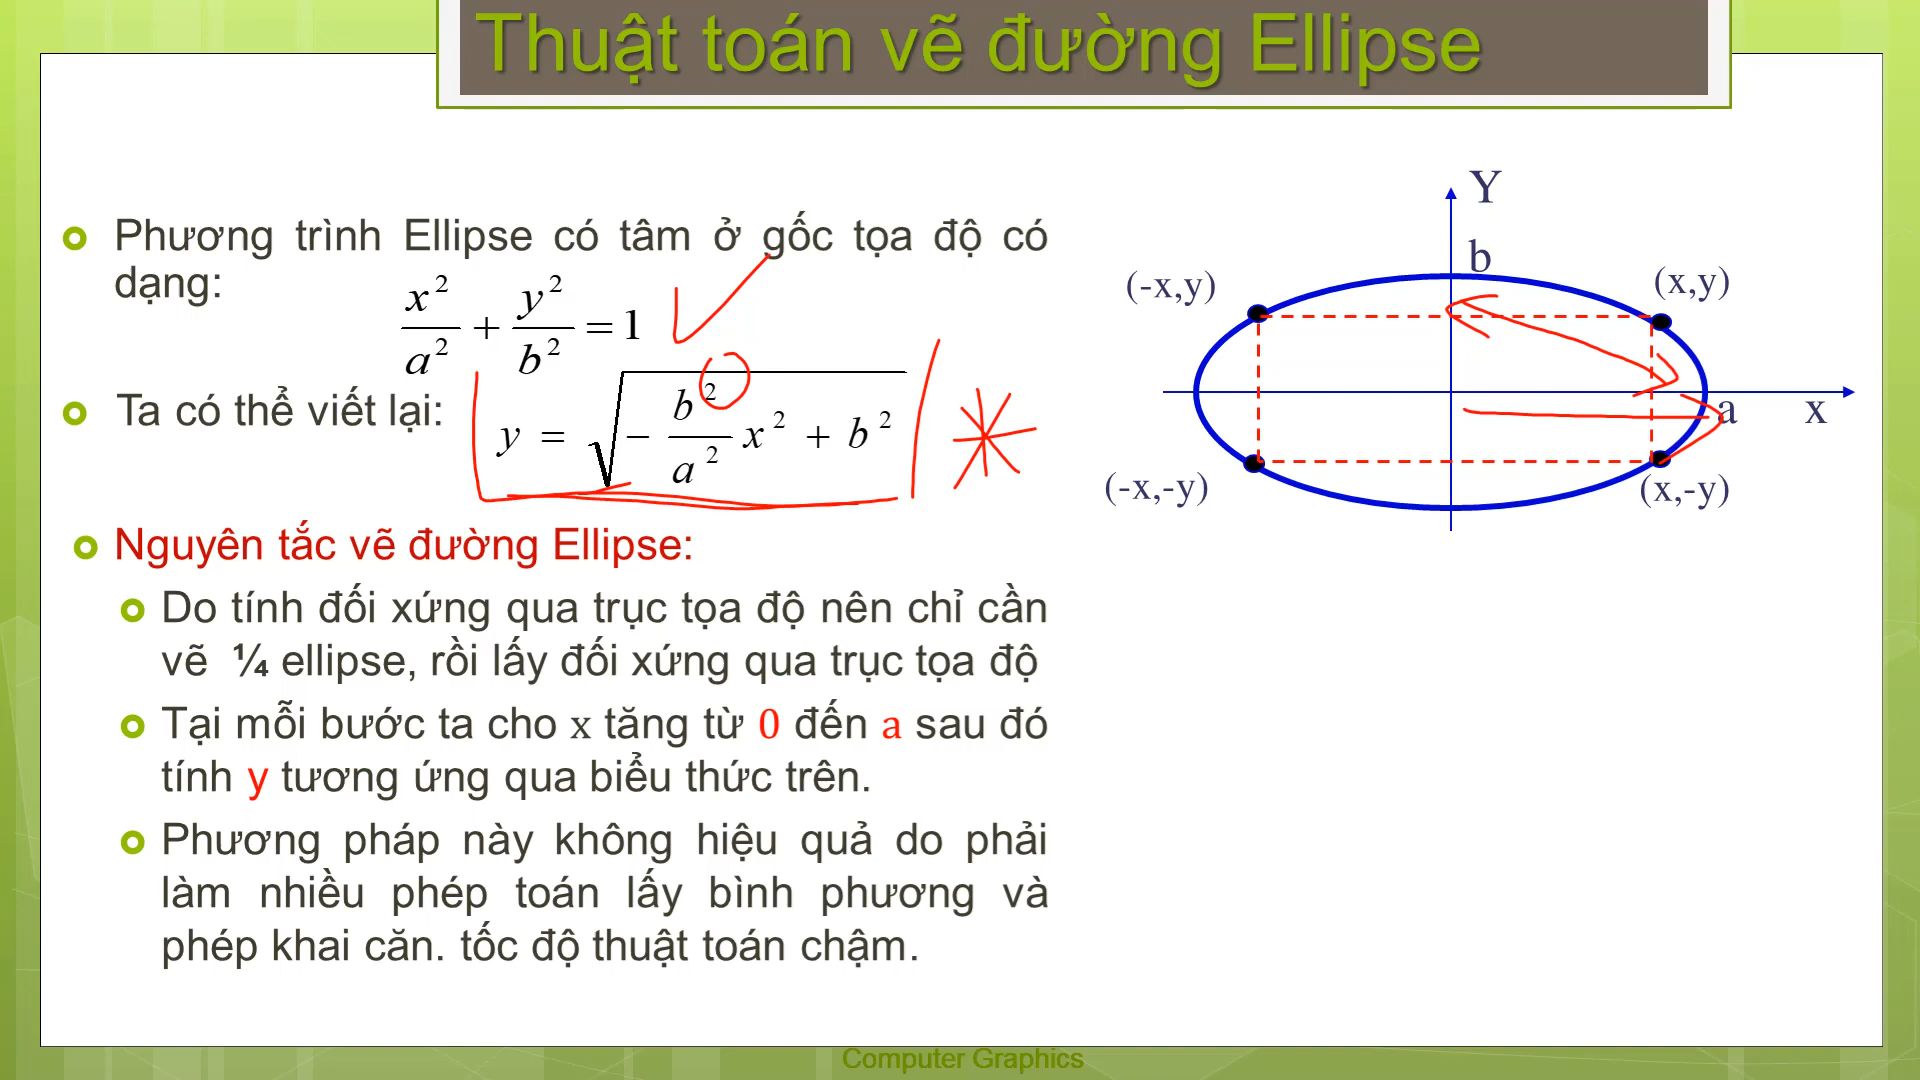 Thuật toán vẽ đường Ellipse
Phương trình Ellipse có tâm ở gốc tọa độ có
dạng:
x²/a² + y²/b² = 1
Ta có thể viết lại:
y = √(− b²/a² x² + b²)
Nguyên tắc vẽ đường Ellipse:
Do tính đối xứng qua trục tọa độ nên chỉ cần
vẽ ¼ ellipse, rồi lấy đối xứng qua trục tọa độ
Tại mỗi bước ta cho x tăng từ 0 đến a sau đó
tính y tương ứng qua biểu thức trên.
Phương pháp này không hiệu quả do phải
làm nhiều phép toán lấy bình phương và
phép khai căn. tốc độ thuật toán chậm.
Y
b
(-x,y)
(x,y)
a
x
(-x,-y)
(x,-y)
Computer Graphics